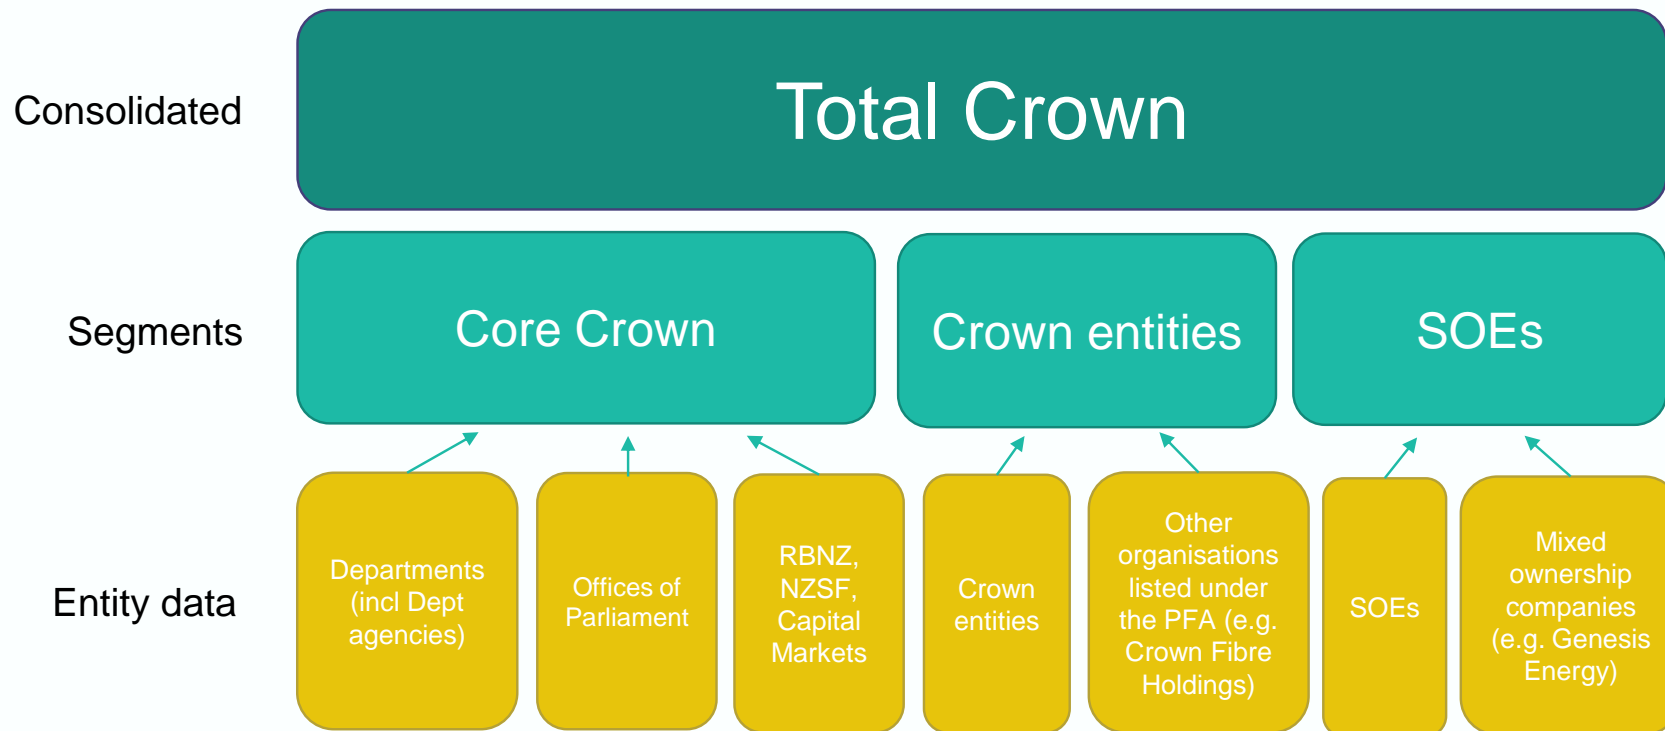 Consolidated
Total Crown
Segments
Core Crown
Crown entities
SOEs
Entity data
Departments
(incl Dept
agencies)
Offices of
Parliament
RBNZ,
NZSF,
Capital
Markets
Crown
entities
Other
organisations
listed under
the PFA (e.g.
Crown Fibre
Holdings)
SOEs
Mixed
ownership
companies
(e.g. Genesis
Energy)